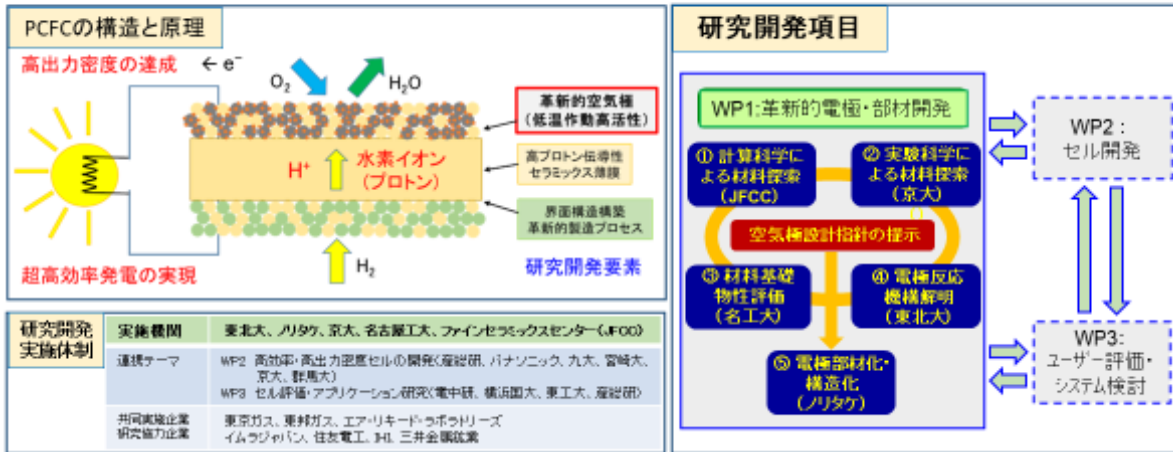 PCFCの構造と原理
高出力密度の達成
← e⁻
O₂
H₂O
革新的空気極
(低温作動高活性)
H⁺
水素イオン
(プロトン)
高プロトン伝導性
セラミックス薄膜
界面構造構築
革新的製造プロセス
超高効率発電の実現
H₂
研究開発要素
研究開発
実施体制
実施機関
東北大、ノリタケ、京大、名古屋工大、ファインセラミックスセンター(JFCC)
連携テーマ
WP2 高効率・高出力密度セルの開発(産総研、パナソニック、九大、宮崎大、
京大、群馬大)
WP3 セル評価・アプリケーション研究(電中研、横浜国大、東工大、産総研)
共同実施企業
研究協力企業
東京ガス、東邦ガス、エア・リキード・ラボラトリーズ
イムラジャパン、住友電工、IHI、三井金属鉱業
研究開発項目
WP1:革新的電極・部材開発
① 計算科学に
よる材料探索
(JFCC)
② 実験科学に
よる材料探索
(京大)
空気極設計指針の提示
③ 材料基礎
物性評価
(名工大)
④ 電極反応
機構解明
(東北大)
⑤ 電極部材化・
構造化
(ノリタケ)
WP2：
セル開発
WP3:
ユーザー評価・
システム検討